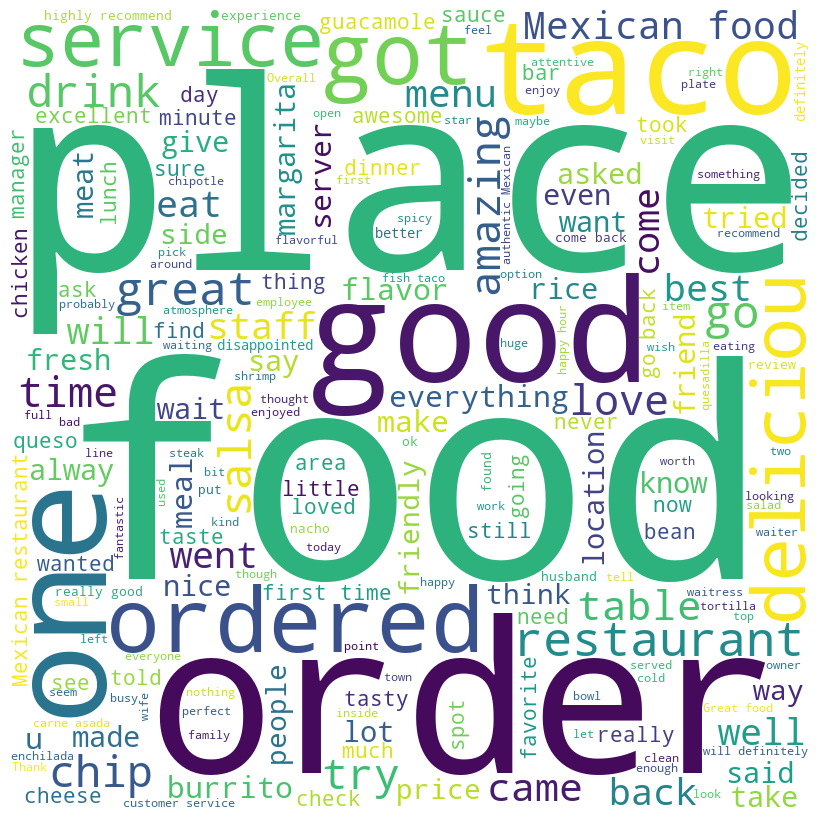 highly recommend
experience
service
got
guacamole
sauce
feel
Mexican food
taco
drink
day
Overall
margarita
menu
bar
attentive
enjoy
right
plate
definitely
excellent
minute
open
awesome
star
maybe
took
visit
place
manager
chicken
meat
lunch
give
sure
chipotle
eat
server
dinner
first
amazing
authentic Mexican
asked
even
want
something
tried
recommend
decided
side
pick
around
flavorful
spicy
better
come
come back
ask
probably
great
thing
atmosphere
employee
fish taco
flavor
option
rice
item
best
go
delicious
will
find
staff
waiting
disappointed
say
good
huge
happy hour
go back
wish
friend
eating
quesadilla
review
fresh
time
full
bad
line
wait
salsa
shrimp
thought
enjoyed
everything
love
never
two
make
ok
food
queso
alway
meal
steak
bit
put
kind
used
taste
area
little
loved
nacho
today
friendly
found
work
going
still
location
know
now
bean
worth
looking
salad
waiter
Mexican restaurant
one
wanted
fantastic
went
nice
though
first time
happy
think
husband
tell
need
waitress
tortilla
top
really good
small
left
ordered
point
table
restaurant
see
seem
told
everyone
busy
wife
nothing
perfect
family
order
people
inside
town
tasty
lot
much
spot
favorite
bowl
let
really
served
cold
owner
way
Great food
well
will definitely
clean
enough
u
made
carne asada
enchilada
Thank
chip
cheese
customer service
burrito
try
check
price
came
back
look
said
take